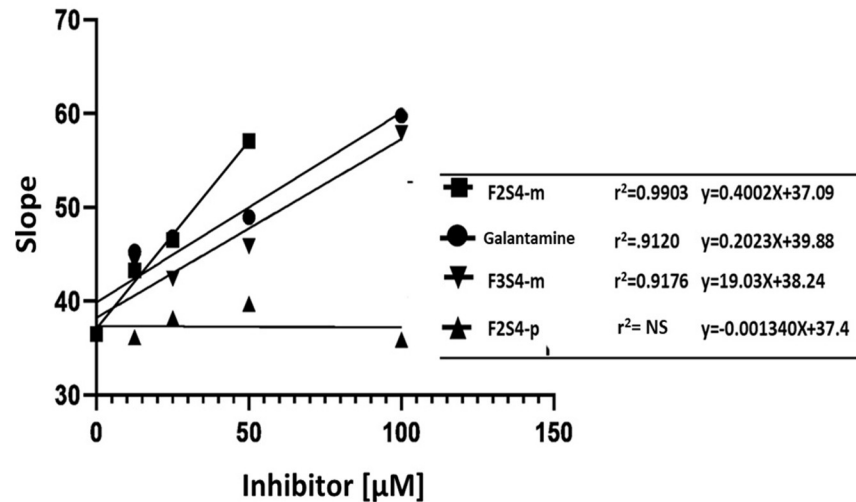 70
60
50
40
30
0
50
100
150
Slope
Inhibitor [µM]
F2S4-m r²=0.9903 y=0.4002X+37.09
Galantamine r²=.9120 y=0.2023X+39.88
F3S4-m r²=0.9176 y=19.03X+38.24
F2S4-p r²= NS y=-0.001340X+37.4